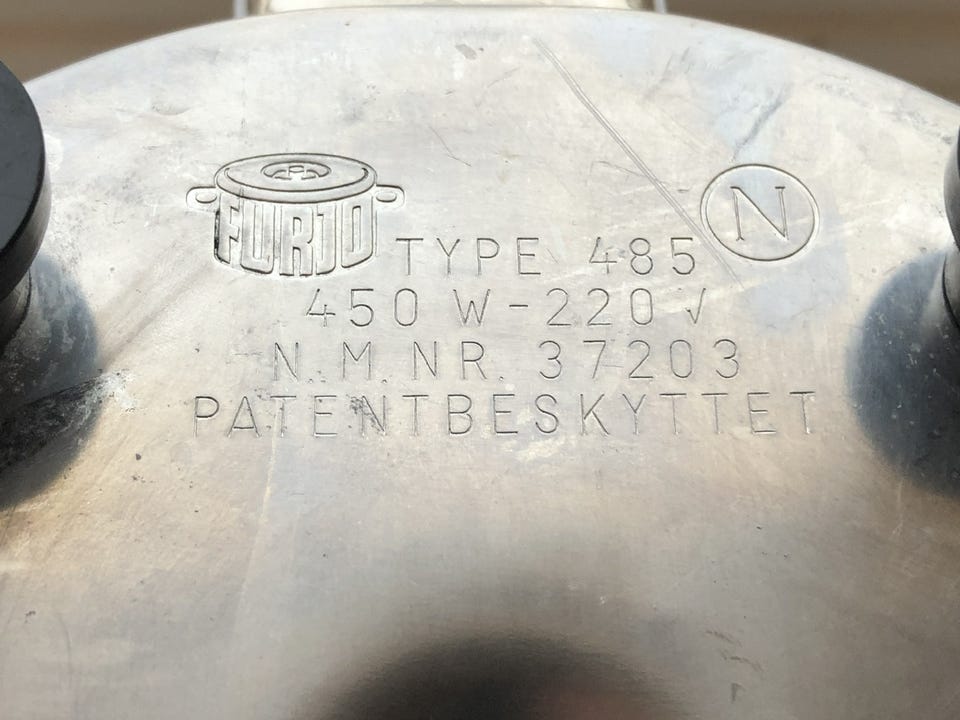 FURJO
N
TYPE 485
450 W-220 V
N.M.NR. 37203
PATENTBESKYTTET